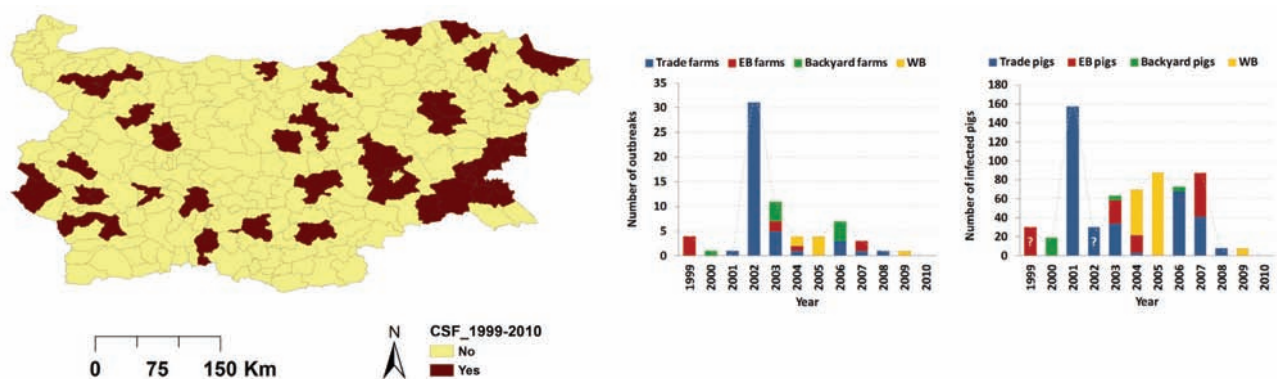 0 75 150 Km
N
CSF_1999-2010
No
Yes
Trade farms EB farms Backyard farms WB
Number of outbreaks
35
30
25
20
15
10
5
0
1999 2000 2001 2002 2003 2004 2005 2006 2007 2008 2009 2010
Year
Trade pigs EB pigs Backyard pigs WB
Number of infected pigs
180
160
140
120
100
80
60
40
20
0
? ?
1999 2000 2001 2002 2003 2004 2005 2006 2007 2008 2009 2010
Year